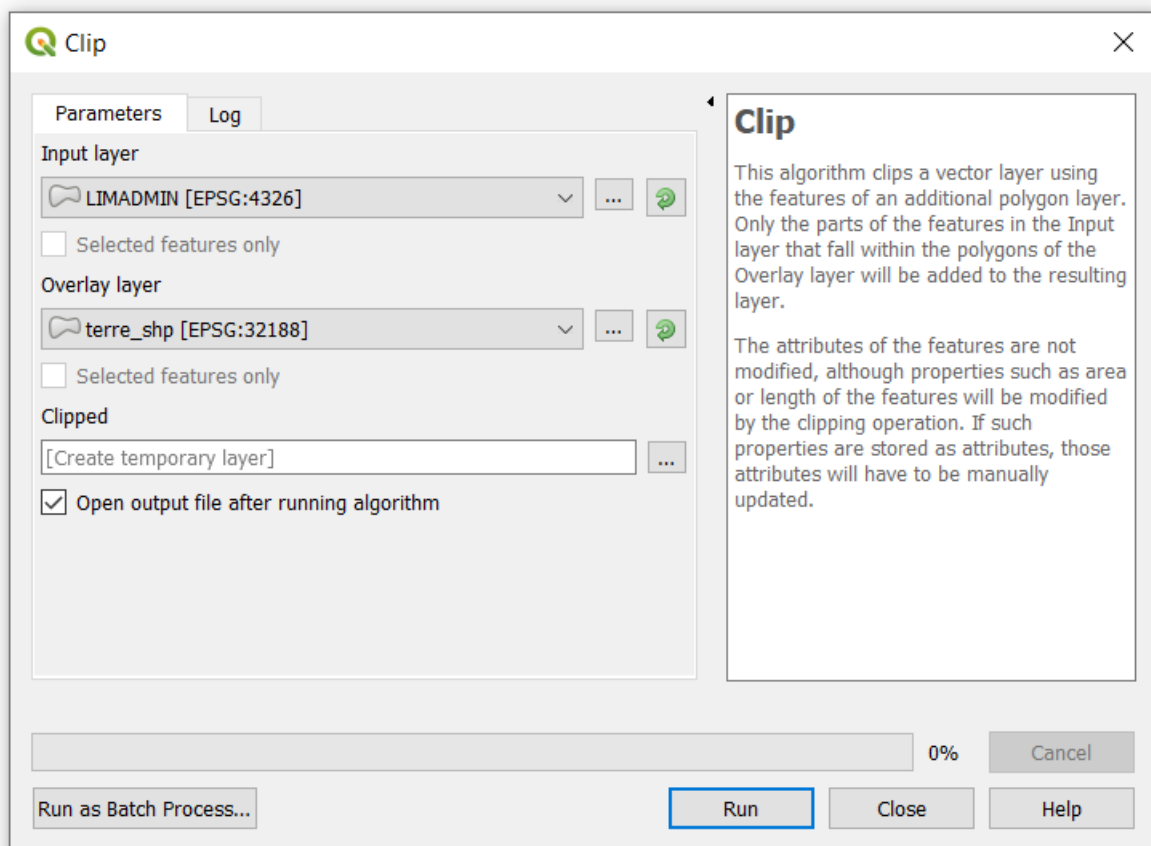 Clip
Parameters
Log
Input layer
LIMADMIN [EPSG:4326]
...
Selected features only
Overlay layer
terre_shp [EPSG:32188]
...
Selected features only
Clipped
[Create temporary layer]
...
Open output file after running algorithm
Clip
This algorithm clips a vector layer using
the features of an additional polygon layer.
Only the parts of the features in the Input
layer that fall within the polygons of the
Overlay layer will be added to the resulting
layer.
The attributes of the features are not
modified, although properties such as area
or length of the features will be modified
by the clipping operation. If such
properties are stored as attributes, those
attributes will have to be manually
updated.
0%
Cancel
Run as Batch Process...
Run
Close
Help